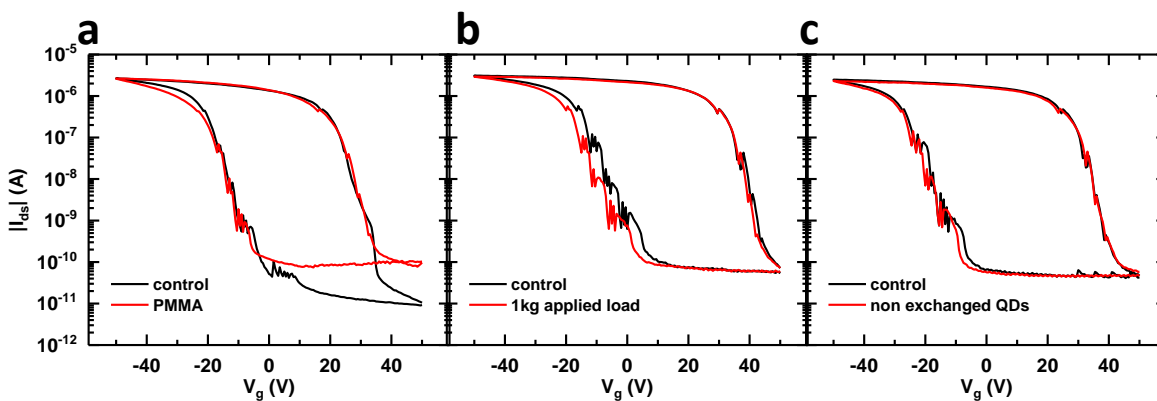 a
b
c
10⁻⁵
10⁻⁶
10⁻⁷
10⁻⁸
10⁻⁹
10⁻¹⁰
10⁻¹¹
10⁻¹²
|I_ds| (A)
control
PMMA
control
1kg applied load
control
non exchanged QDs
-40 -20 0 20 40
-40 -20 0 20 40
-40 -20 0 20 40
V_g (V)
V_g (V)
V_g (V)